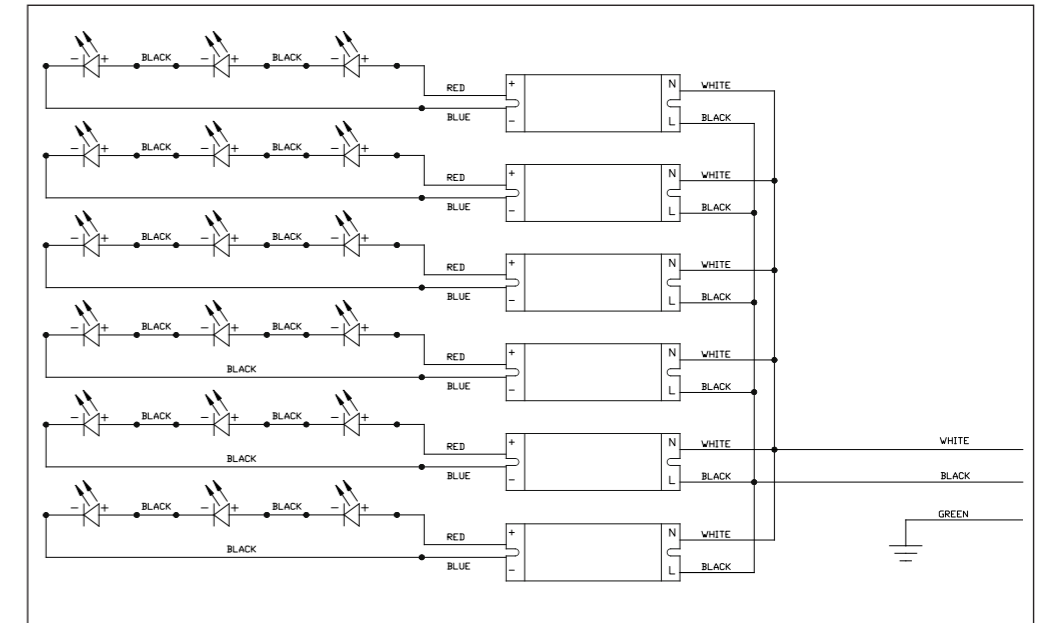 - + BLACK - + BLACK - +
RED + N WHITE
BLUE - L BLACK
- + BLACK - + BLACK - +
RED + N WHITE
BLUE - L BLACK
- + BLACK - + BLACK - +
RED + N WHITE
BLUE - L BLACK
- + BLACK - + BLACK - +
RED + N WHITE
BLACK
BLUE - L BLACK
- + BLACK - + BLACK - +
RED + N WHITE WHITE
BLACK
BLUE - L BLACK BLACK
- + BLACK - + BLACK - +
GREEN
RED + N WHITE
BLACK
BLUE - L BLACK